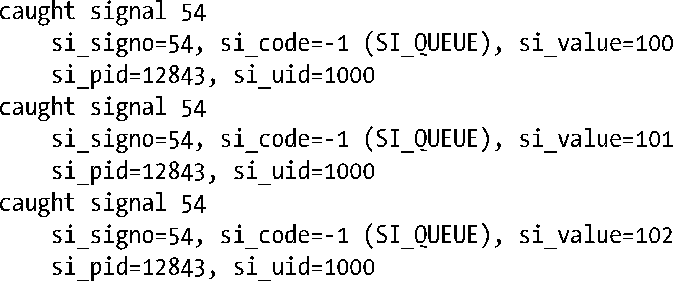 caught signal 54
    si_signo=54, si_code=-1 (SI_QUEUE), si_value=100
    si_pid=12843, si_uid=1000
caught signal 54
    si_signo=54, si_code=-1 (SI_QUEUE), si_value=101
    si_pid=12843, si_uid=1000
caught signal 54
    si_signo=54, si_code=-1 (SI_QUEUE), si_value=102
    si_pid=12843, si_uid=1000